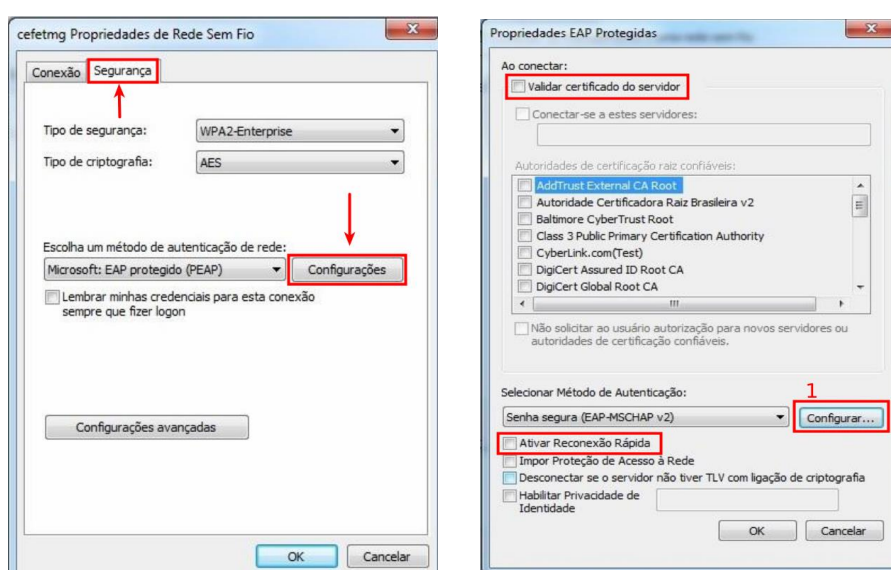 cefetmg Propriedades de Rede Sem Fio
Conexão Segurança
Tipo de segurança: WPA2-Enterprise
Tipo de criptografia: AES
Escolha um método de autenticação de rede:
Microsoft: EAP protegido (PEAP) Configurações
Lembrar minhas credenciais para esta conexão
sempre que fizer logon
Configurações avançadas
OK Cancelar
Propriedades EAP Protegidas
Ao conectar:
Validar certificado do servidor
Conectar-se a estes servidores:
Autoridades de certificação raiz confiáveis:
AddTrust External CA Root
Autoridade Certificadora Raiz Brasileira v2
Baltimore CyberTrust Root
Class 3 Public Primary Certification Authority
CyberLink.com(Test)
DigiCert Assured ID Root CA
DigiCert Global Root CA
Não solicitar ao usuário autorização para novos servidores ou
autoridades de certificação confiáveis.
Selecionar Método de Autenticação:
1
Senha segura (EAP-MSCHAP v2) Configurar...
Ativar Reconexão Rápida
Impor Proteção de Acesso à Rede
Desconectar se o servidor não tiver TLV com ligação de criptografia
Habilitar Privacidade de
Identidade
OK Cancelar